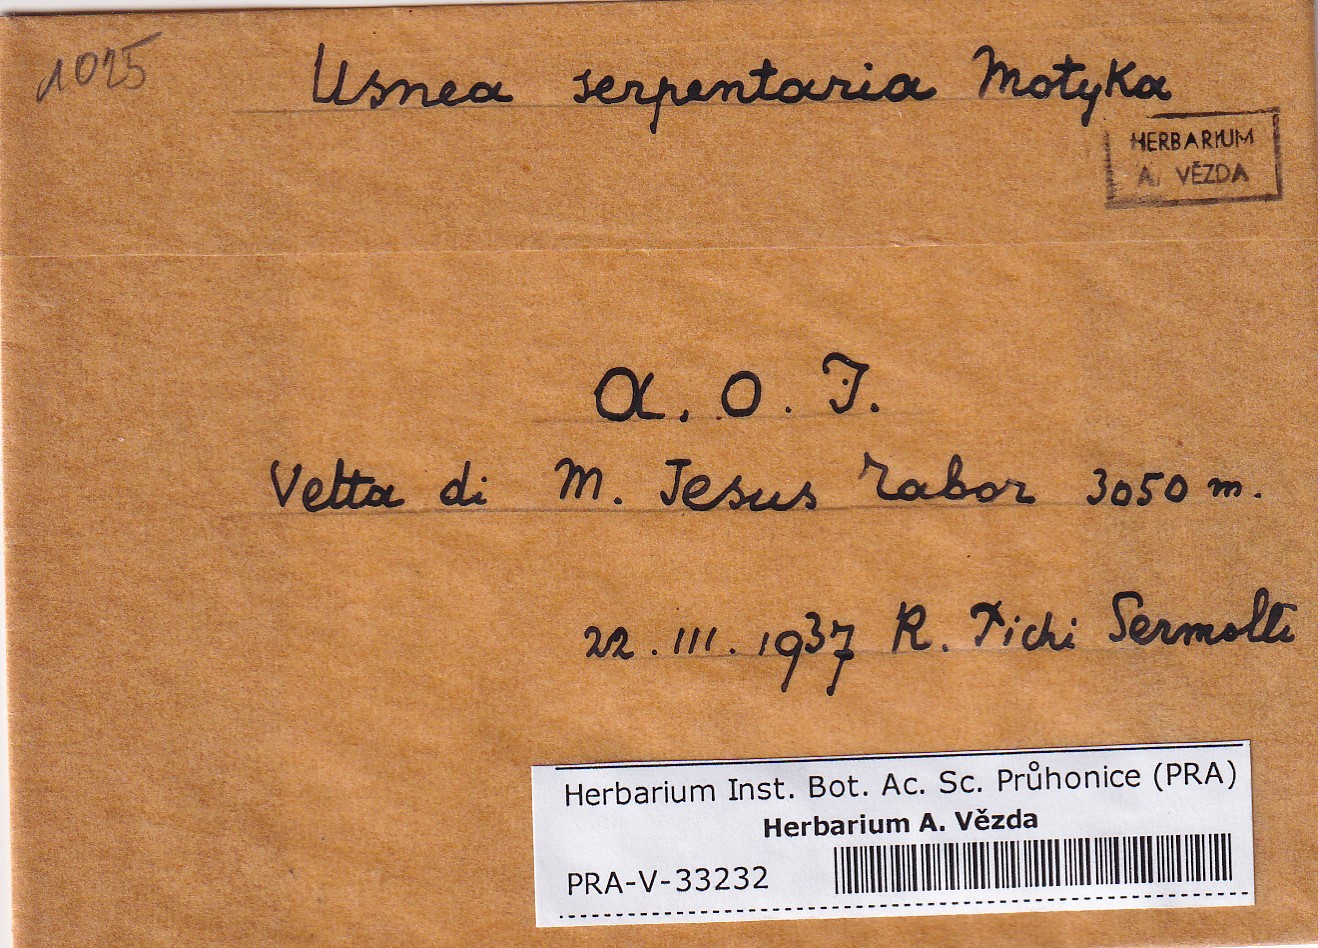 1025
Usnea serpentaria Motyka
HERBARIUM
A. VĚZDA
A. O. I.
Vetta di M. Jesus Tabor 3050 m.
22. III. 1937 R. Pichi Sermolli
Herbarium Inst. Bot. Ac. Sc. Průhonice (PRA)
Herbarium A. Vězda
PRA-V-33232